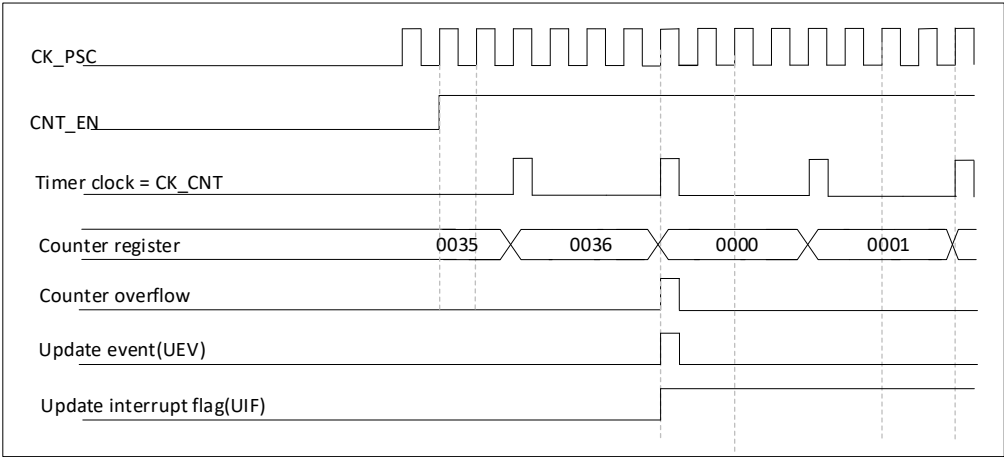 CK_PSC
CNT_EN
Timer clock = CK_CNT
Counter register 0035 0036 0000 0001
Counter overflow
Update event(UEV)
Update interrupt flag(UIF)